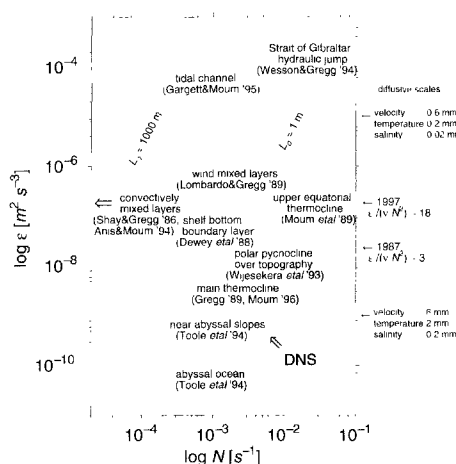 Strait of Gibraltar
hydraulic jump
(Wesson&Gregg '94)
10⁻⁴
tidal channel
(Gargett&Moum '95)
diffusive scales
velocity 0.6 mm
temperature 0.2 mm
salinity 0.02 mm
= 1000 m
= 1 m
10⁻⁶
log ε [m² s⁻³]
wind mixed layers
(Lombardo&Gregg '89)
convectively
mixed layers
(Shay&Gregg '86,
Anis&Moum '94)
shelf bottom
boundary layer
(Dewey etal '88)
upper equatorial
thermocline
(Moum etal '89)
1997
18
1987
3
polar pycnocline
over topography
(Wijesekera etal '93)
10⁻⁸
main thermocline
(Gregg '89, Moum '96)
velocity 6 mm
temperature 2 mm
salinity 0.2 mm
near abyssal slopes
(Toole etal '94)
DNS
10⁻¹⁰
abyssal ocean
(Toole etal '94)
10⁻⁴ 10⁻³ 10⁻² 10⁻¹
log N [s⁻¹]